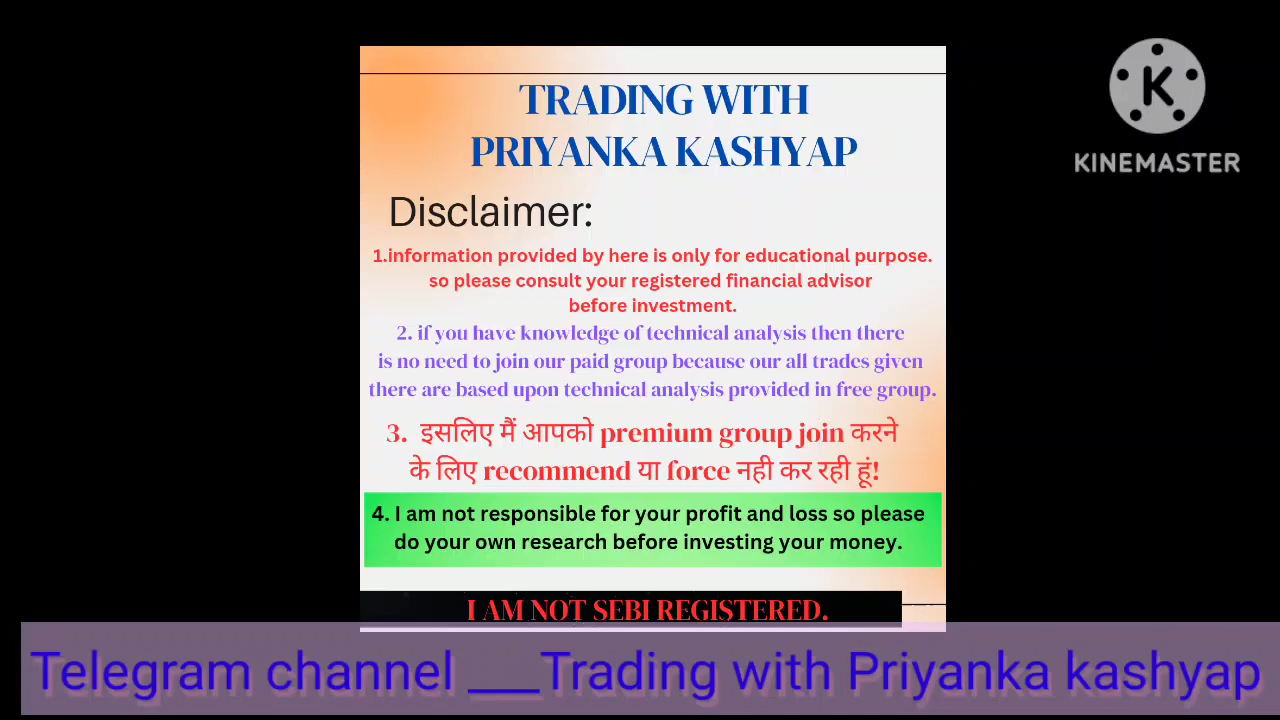 TRADING WITH
PRIYANKA KASHYAP
K
KINEMASTER
Disclaimer:
1.information provided by here is only for educational purpose.
so please consult your registered financial advisor
before investment.
2. if you have knowledge of technical analysis then there
is no need to join our paid group because our all trades given
there are based upon technical analysis provided in free group.
3. इसलिए मैं आपको premium group join करने
के लिए recommend या force नही कर रही हूं!
4. I am not responsible for your profit and loss so please
do your own research before investing your money.
I AM NOT SEBI REGISTERED.
Telegram channel ___Trading with Priyanka kashyap